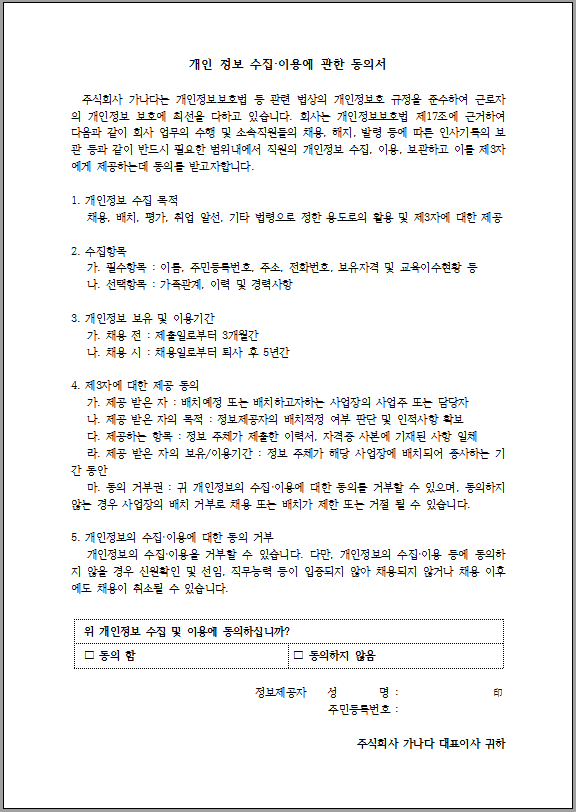 개인 정보 수집·이용에 관한 동의서
주식회사 가나다는 개인정보보호법 등 관련 법상의 개인정보호 규정을 준수하여 근로자
의 개인정보 보호에 최선을 다하고 있습니다. 회사는 개인정보보호법 제17조에 근거하여
다음과 같이 회사 업무의 수행 및 소속직원들의 채용, 해지, 발령 등에 따른 인사기록의 보
관 등과 같이 반드시 필요한 범위내에서 직원의 개인정보 수집, 이용, 보관하고 이를 제3자
에게 제공하는데 동의를 받고자합니다.
1. 개인정보 수집 목적
채용, 배치, 평가, 취업 알선, 기타 법령으로 정한 용도로의 활용 및 제3자에 대한 제공
2. 수집항목
가. 필수항목 : 이름, 주민등록번호, 주소, 전화번호, 보유자격 및 교육이수현황 등
나. 선택항목 : 가족관계, 이력 및 경력사항
3. 개인정보 보유 및 이용기간
가. 채용 전 : 제출일로부터 3개월간
나. 채용 시 : 채용일로부터 퇴사 후 5년간
4. 제3자에 대한 제공 동의
가. 제공 받은 자 : 배치예정 또는 배치하고자하는 사업장의 사업주 또는 담당자
나. 제공 받은 자의 목적 : 정보제공자의 배치적정 여부 판단 및 인적사항 확보
다. 제공하는 항목 : 정보 주체가 제출한 이력서, 자격증 사본에 기재된 사항 일체
라. 제공 받은 자의 보유/이용기간 : 정보 주체가 해당 사업장에 배치되어 종사하는 기
간 동안
마. 동의 거부권 : 귀 개인정보의 수집·이용에 대한 동의를 거부할 수 있으며, 동의하지
않는 경우 사업장의 배치 거부로 채용 또는 배치가 제한 또는 거절 될 수 있습니다.
5. 개인정보의 수집·이용에 대한 동의 거부
개인정보의 수집·이용을 거부할 수 있습니다. 다만, 개인정보의 수집·이용 등에 동의하
지 않을 경우 신원확인 및 선임, 직무능력 등이 입증되지 않아 채용되지 않거나 채용 이후
에도 채용이 취소될 수 있습니다.
위 개인정보 수집 및 이용에 동의하십니까?
□ 동의 함 □ 동의하지 않음
정보제공자 성 명 : 印
주민등록번호 :
주식회사 가나다 대표이사 귀하